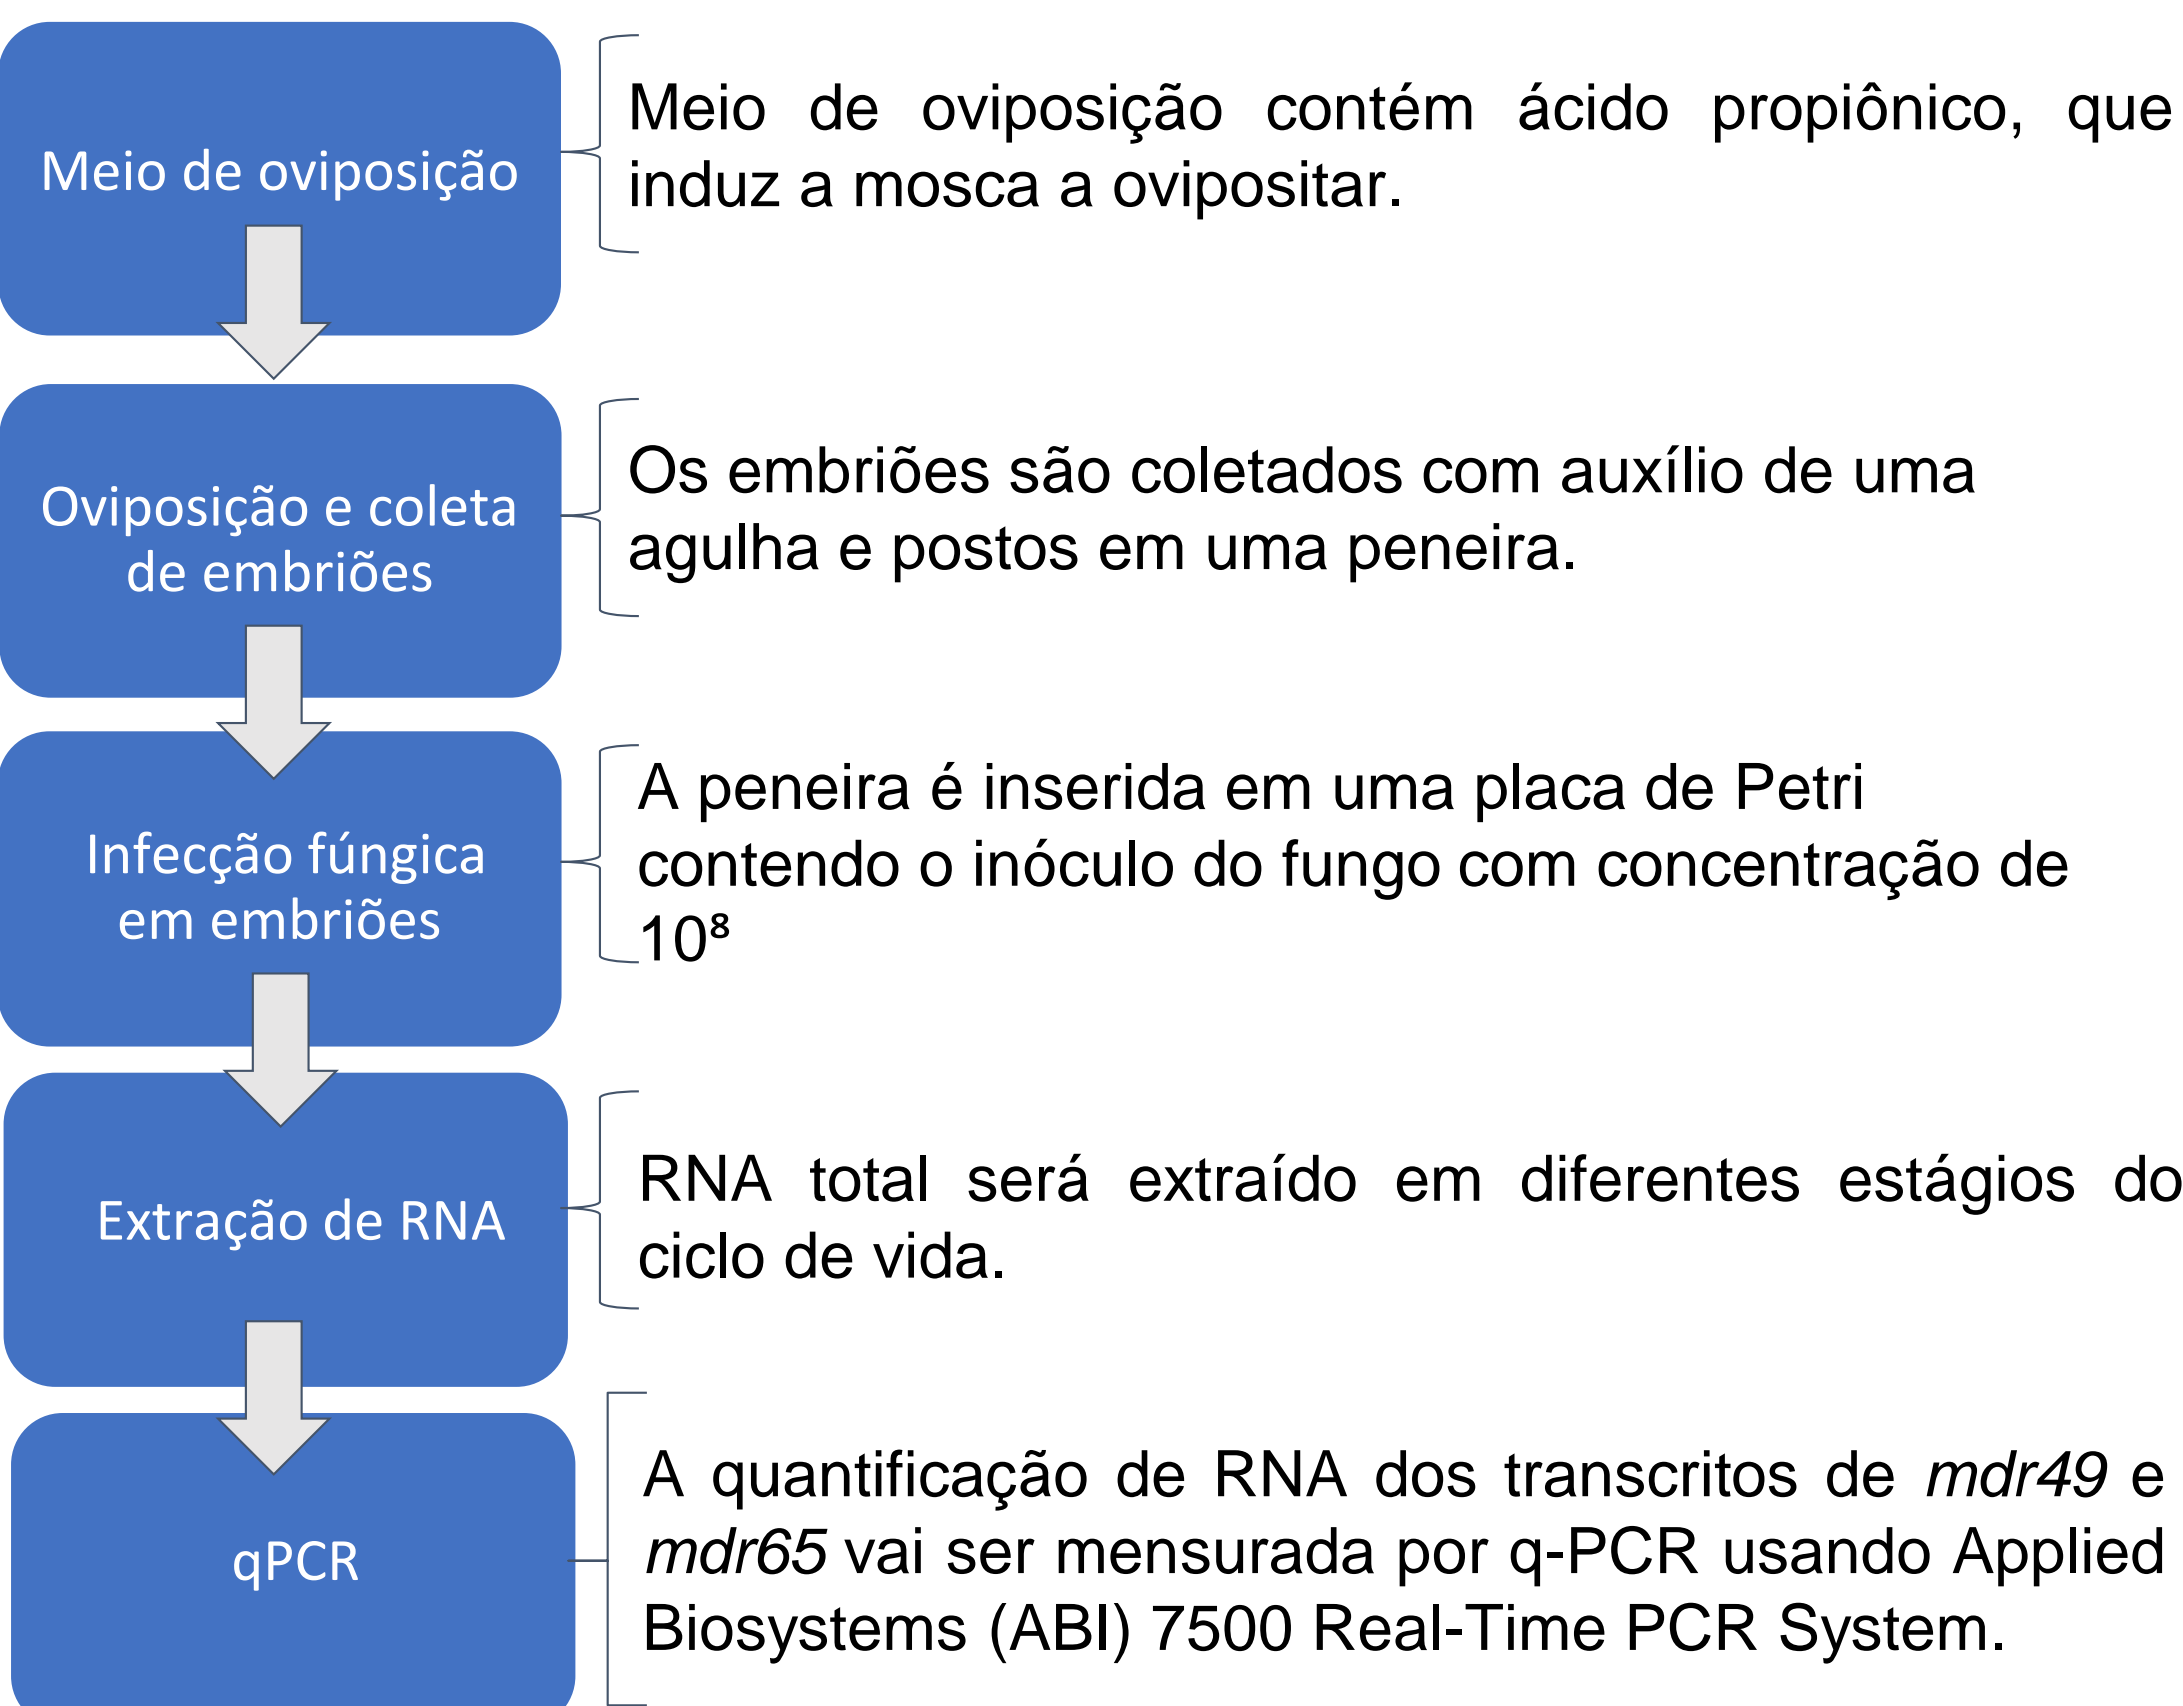 Meio de oviposição
Meio de oviposição contém ácido propiônico, que
induz a mosca a ovipositar.
Oviposição e coleta
de embriões
Os embriões são coletados com auxílio de uma
agulha e postos em uma peneira.
Infecção fúngica
em embriões
A peneira é inserida em uma placa de Petri
contendo o inóculo do fungo com concentração de
10⁸
Extração de RNA
RNA total será extraído em diferentes estágios do
ciclo de vida.
qPCR
A quantificação de RNA dos transcritos de mdr49 e
mdr65 vai ser mensurada por q-PCR usando Applied
Biosystems (ABI) 7500 Real-Time PCR System.